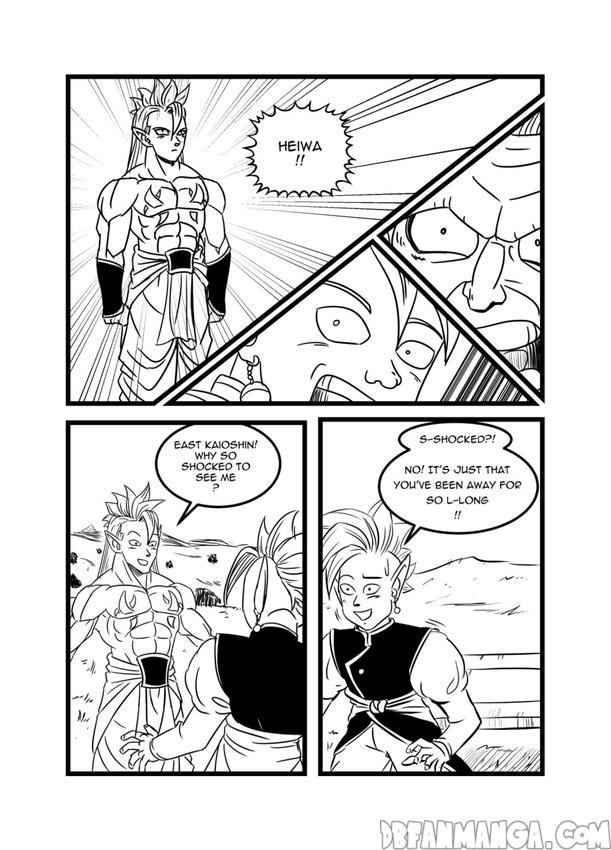 HEIWA
!!
EAST KAIOSHIN!
WHY SO
SHOCKED TO
SEE ME
?
S-SHOCKED?!
NO! IT'S JUST THAT
YOU'VE BEEN AWAY FOR
SO L-LONG
!!
DBFANMANGA.COM